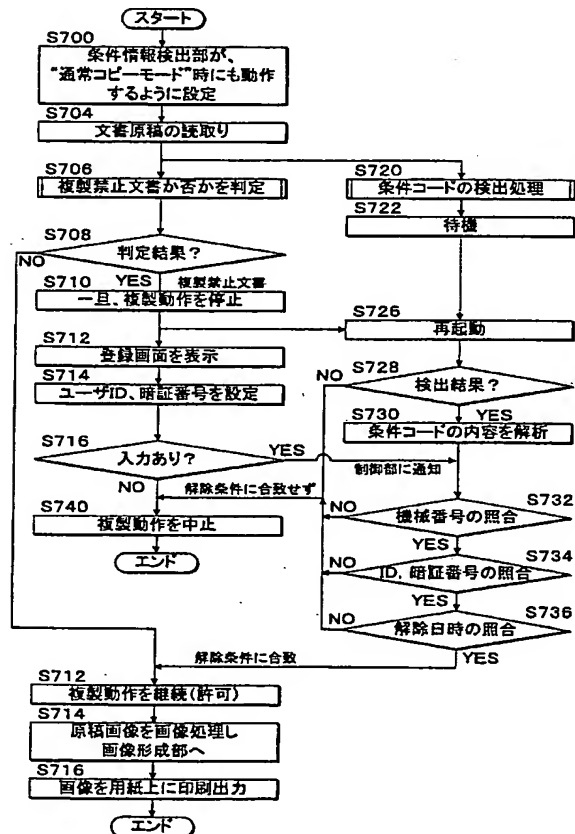 スタート
S700
条件情報検出部が、
“通常コピーモード”時にも動作
するように設定
S704
文書原稿の読取り
S706
複製禁止文書か否かを判定
S720
条件コードの検出処理
S722
待機
S708
判定結果？
NO
YES
複製禁止文書
S710
一旦、複製動作を停止
S726
再起動
S712
登録画面を表示
S728
検出結果？
NO
YES
S714
ユーザID、暗証番号を設定
S730
条件コードの内容を解析
S716
入力あり？
YES
制御部に通知
NO
解除条件に合致せず
S732
機械番号の照合
NO
YES
S740
複製動作を中止
エンド
S734
ID、暗証番号の照合
NO
YES
S736
解除日時の照合
NO
YES
解除条件に合致
S712
複製動作を継続(許可)
S714
原稿画像を画像処理し
画像形成部へ
S716
画像を用紙上に印刷出力
エンド